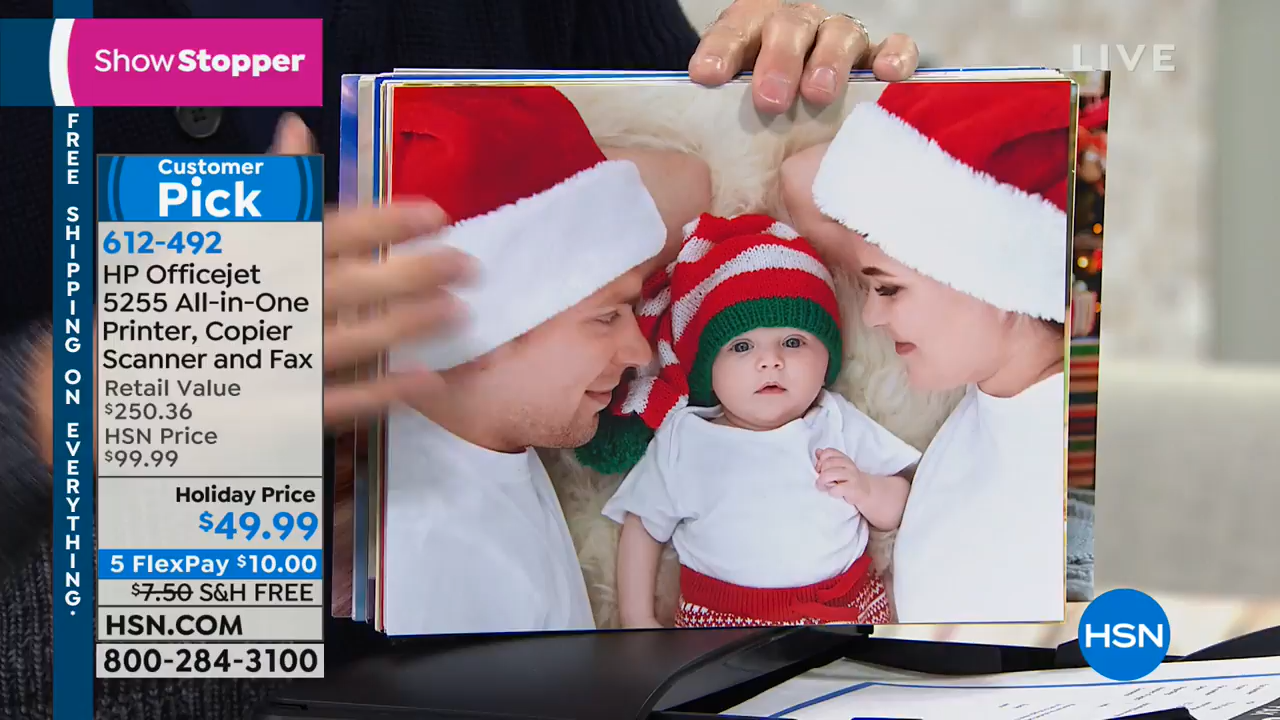 ShowStopper
LIVE
FREE SHIPPING ON EVERYTHING.
Customer
Pick
612-492
HP Officejet
5255 All-in-One
Printer, Copier
Scanner and Fax
Retail Value
$250.36
HSN Price
$99.99
Holiday Price
$49.99
5 FlexPay $10.00
$7.50 S&H FREE
HSN.COM
800-284-3100
HSN